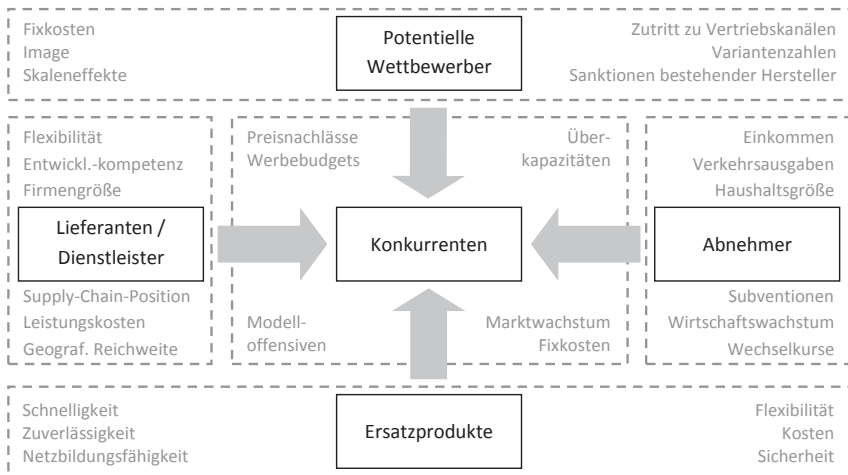 Fixkosten
Image
Skaleneffekte
Potentielle
Wettbewerber
Zutritt zu Vertriebskanälen
Variantenzahlen
Sanktionen bestehender Hersteller
Flexibilität
Entwickl.-kompetenz
Firmengröße
Lieferanten /
Dienstleister
Supply-Chain-Position
Leistungskosten
Geograf. Reichweite
Preisnachlässe
Werbebudgets
Über-
kapazitäten
Konkurrenten
Modell-
offensiven
Marktwachstum
Fixkosten
Einkommen
Verkehrsausgaben
Haushaltsgröße
Abnehmer
Subventionen
Wirtschaftswachstum
Wechselkurse
Schnelligkeit
Zuverlässigkeit
Netzbildungsfähigkeit
Ersatzprodukte
Flexibilität
Kosten
Sicherheit